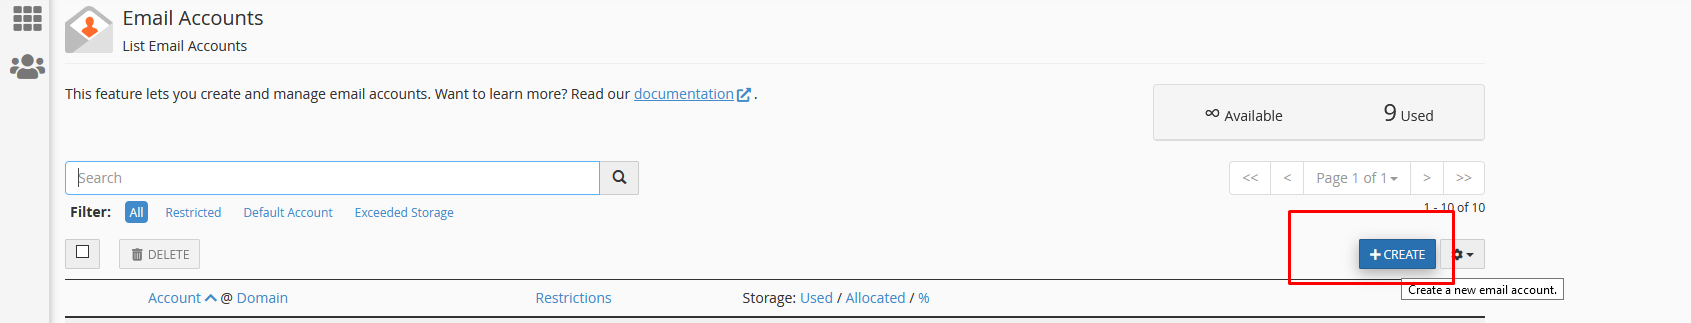 Email Accounts
List Email Accounts
This feature lets you create and manage email accounts. Want to learn more? Read our documentation .
∞ Available 9 Used
Search
<< < Page 1 of 1 > >>
Filter: All Restricted Default Account Exceeded Storage
1 - 10 of 10
DELETE
+ CREATE
Account @ Domain Restrictions Storage: Used / Allocated / %
Create a new email account.